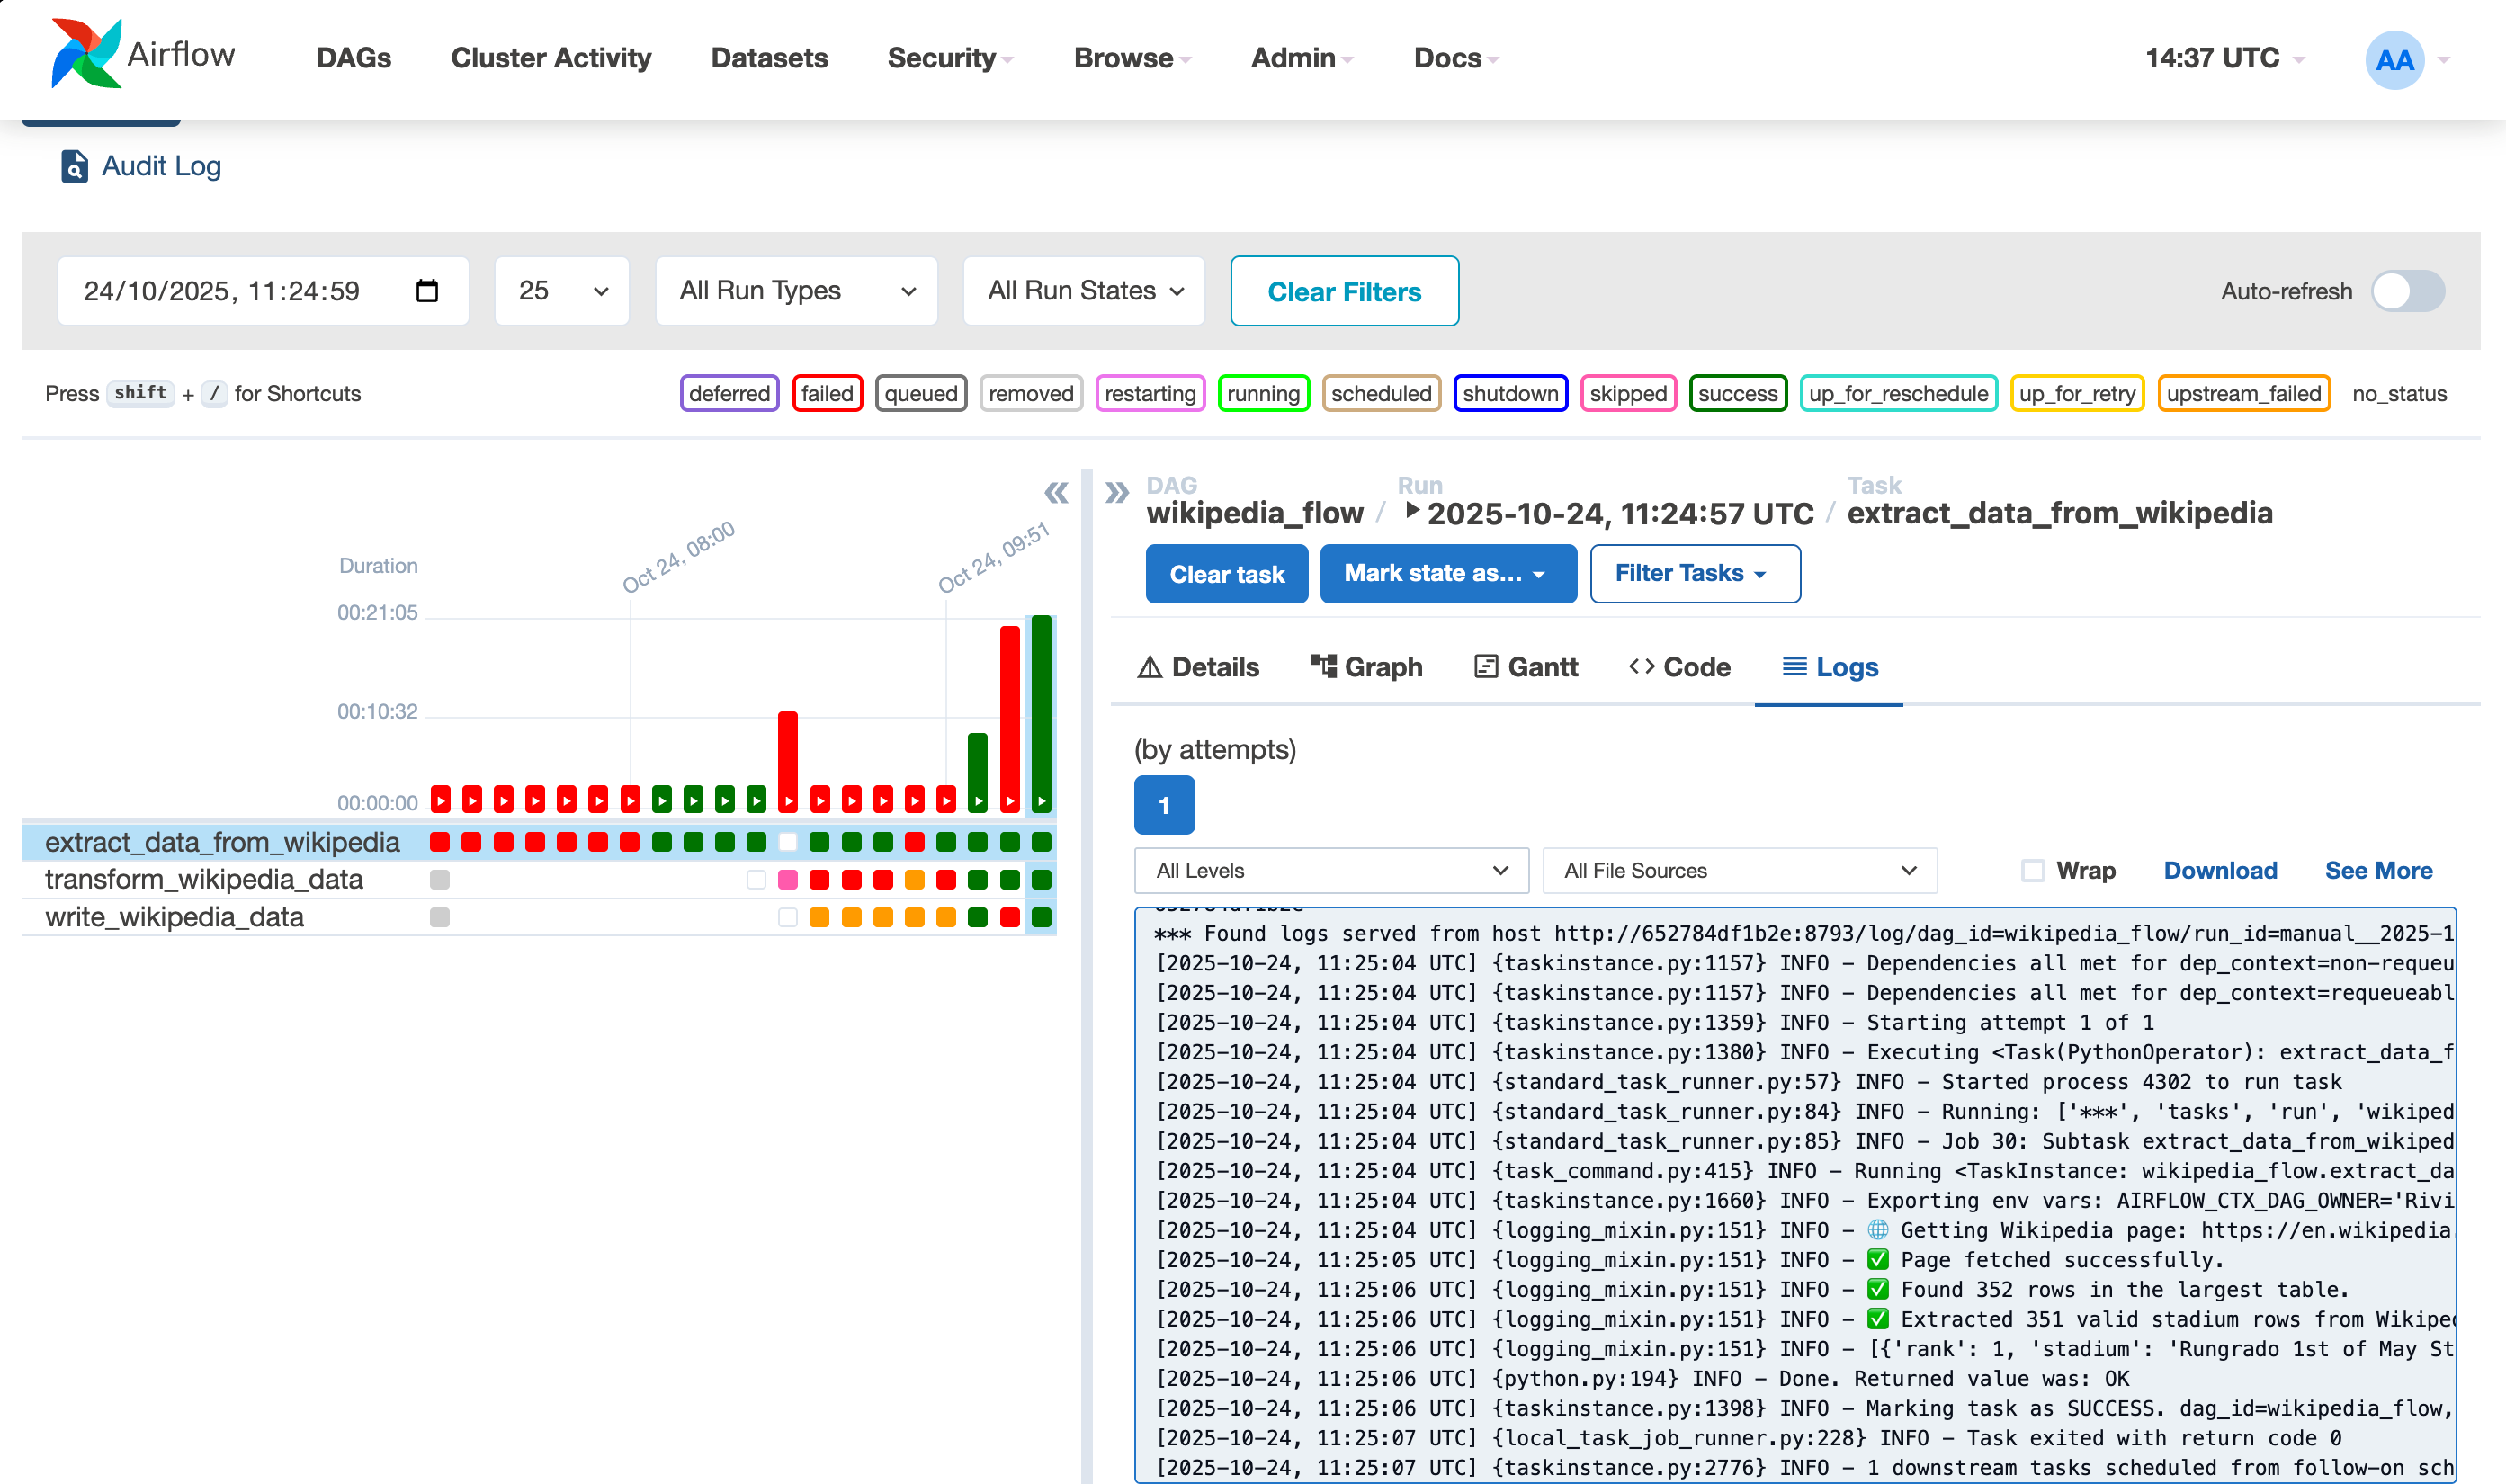 Airflow DAGs Cluster Activity Datasets Security Browse Admin Docs 14:37 UTC AA
Audit Log
24/10/2025, 11:24:59 25 All Run Types All Run States Clear Filters Auto-refresh
Press shift + / for Shortcuts deferred failed queued removed restarting running scheduled shutdown skipped success up_for_reschedule up_for_retry upstream_failed no_status
Duration
Oct 24, 08:00
Oct 24, 09:51
00:21:05
00:10:32
00:00:00
extract_data_from_wikipedia
transform_wikipedia_data
write_wikipedia_data
DAG Run Task
wikipedia_flow / 2025-10-24, 11:24:57 UTC / extract_data_from_wikipedia
Clear task Mark state as... Filter Tasks
Details Graph Gantt Code Logs
(by attempts)
1
All Levels All File Sources Wrap Download See More
*** Found logs served from host http://652784df1b2e:8793/log/dag_id=wikipedia_flow/run_id=manual__2025-1
[2025-10-24, 11:25:04 UTC] {taskinstance.py:1157} INFO - Dependencies all met for dep_context=non-requeu
[2025-10-24, 11:25:04 UTC] {taskinstance.py:1157} INFO - Dependencies all met for dep_context=requeueabl
[2025-10-24, 11:25:04 UTC] {taskinstance.py:1359} INFO - Starting attempt 1 of 1
[2025-10-24, 11:25:04 UTC] {taskinstance.py:1380} INFO - Executing <Task(PythonOperator): extract_data_f
[2025-10-24, 11:25:04 UTC] {standard_task_runner.py:57} INFO - Started process 4302 to run task
[2025-10-24, 11:25:04 UTC] {standard_task_runner.py:84} INFO - Running: ['***', 'tasks', 'run', 'wikiped
[2025-10-24, 11:25:04 UTC] {standard_task_runner.py:85} INFO - Job 30: Subtask extract_data_from_wikiped
[2025-10-24, 11:25:04 UTC] {task_command.py:415} INFO - Running <TaskInstance: wikipedia_flow.extract_da
[2025-10-24, 11:25:04 UTC] {taskinstance.py:1660} INFO - Exporting env vars: AIRFLOW_CTX_DAG_OWNER='Rivi
[2025-10-24, 11:25:04 UTC] {logging_mixin.py:151} INFO - 🌐 Getting Wikipedia page: https://en.wikipedia.
[2025-10-24, 11:25:05 UTC] {logging_mixin.py:151} INFO - ✅ Page fetched successfully.
[2025-10-24, 11:25:06 UTC] {logging_mixin.py:151} INFO - ✅ Found 352 rows in the largest table.
[2025-10-24, 11:25:06 UTC] {logging_mixin.py:151} INFO - ✅ Extracted 351 valid stadium rows from Wikiped
[2025-10-24, 11:25:06 UTC] {logging_mixin.py:151} INFO - [{'rank': 1, 'stadium': 'Rungrado 1st of May St
[2025-10-24, 11:25:06 UTC] {python.py:194} INFO - Done. Returned value was: OK
[2025-10-24, 11:25:06 UTC] {taskinstance.py:1398} INFO - Marking task as SUCCESS. dag_id=wikipedia_flow,
[2025-10-24, 11:25:07 UTC] {local_task_job_runner.py:228} INFO - Task exited with return code 0
[2025-10-24, 11:25:07 UTC] {taskinstance.py:2776} INFO - 1 downstream tasks scheduled from follow-on sch